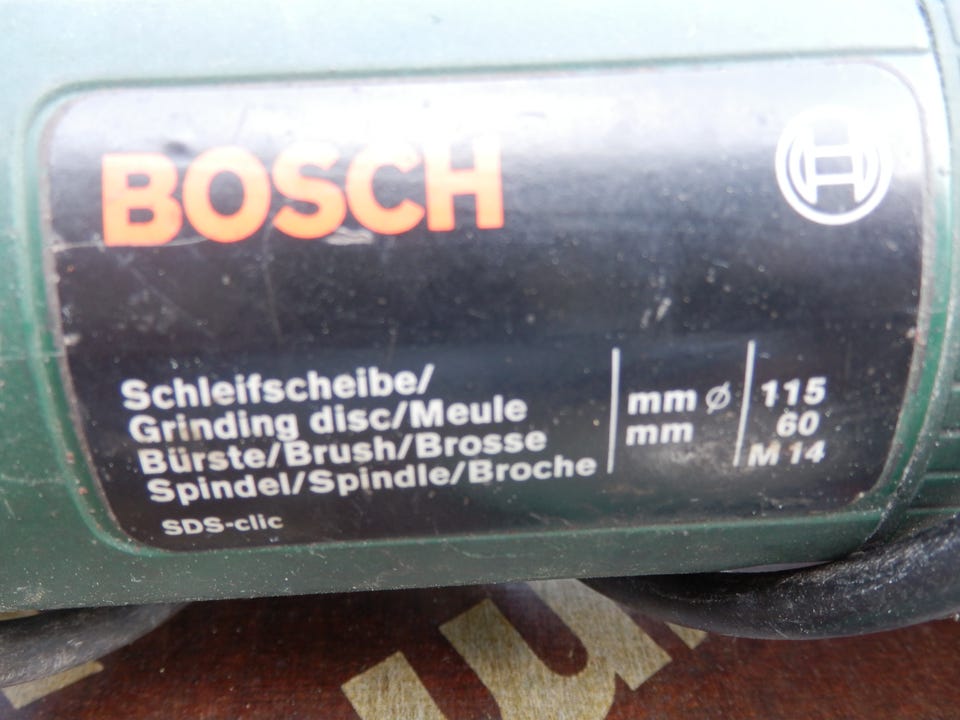 BOSCH
Schleifscheibe/
Grinding disc/Meule mm ø 115
Bürste/Brush/Brosse mm 60
Spindel/Spindle/Broche M 14
SDS-clic